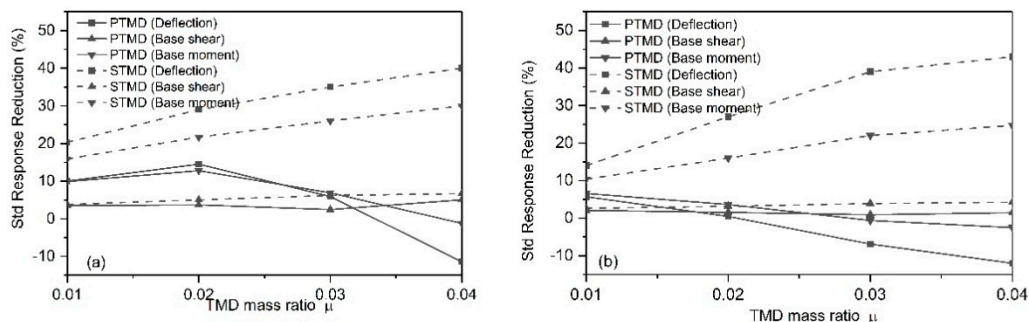 PTMD (Deflection)
PTMD (Base shear)
PTMD (Base moment)
STMD (Deflection)
STMD (Base shear)
STMD (Base moment)
Std Response Reduction (%)
50
40
30
20
10
0
-10
(a)
0.01
0.02
0.03
0.04
TMD mass ratio μ
PTMD (Deflection)
PTMD (Base shear)
PTMD (Base moment)
STMD (Deflection)
STMD (Base shear)
STMD (Base moment)
Std Response Reduction (%)
50
40
30
20
10
0
-10
(b)
0.01
0.02
0.03
0.04
TMD mass ratio μ